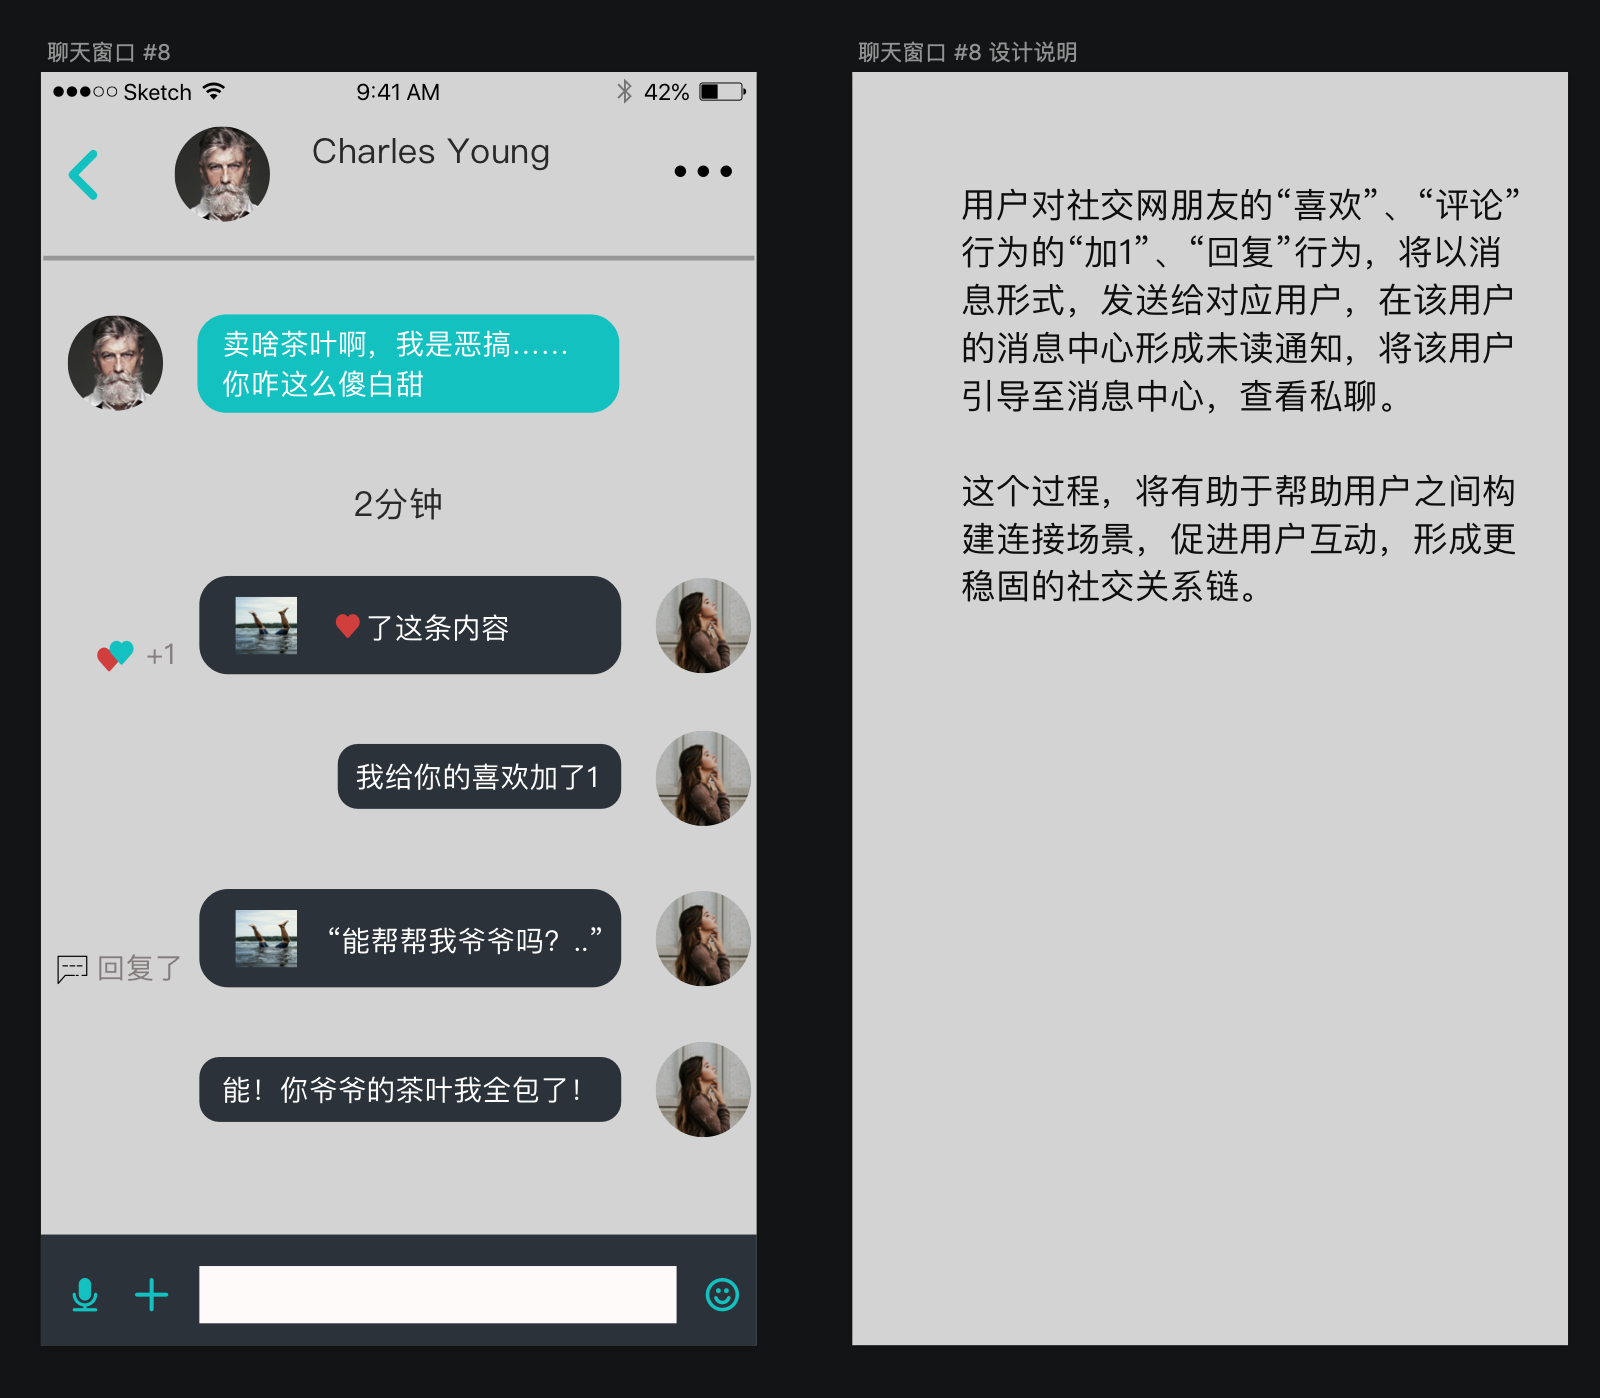 聊天窗口 #8
Sketch
9:41 AM
42%
Charles Young
卖啥茶叶啊，我是恶搞……
你咋这么傻白甜
2分钟
了这条内容
+1
我给你的喜欢加了1
“能帮帮我爷爷吗？..”
回复了
能！你爷爷的茶叶我全包了！
聊天窗口 #8 设计说明
用户对社交网朋友的“喜欢”、“评论”
行为的“加1”、“回复”行为，将以消
息形式，发送给对应用户，在该用户
的消息中心形成未读通知，将该用户
引导至消息中心，查看私聊。
这个过程，将有助于帮助用户之间构
建连接场景，促进用户互动，形成更
稳固的社交关系链。